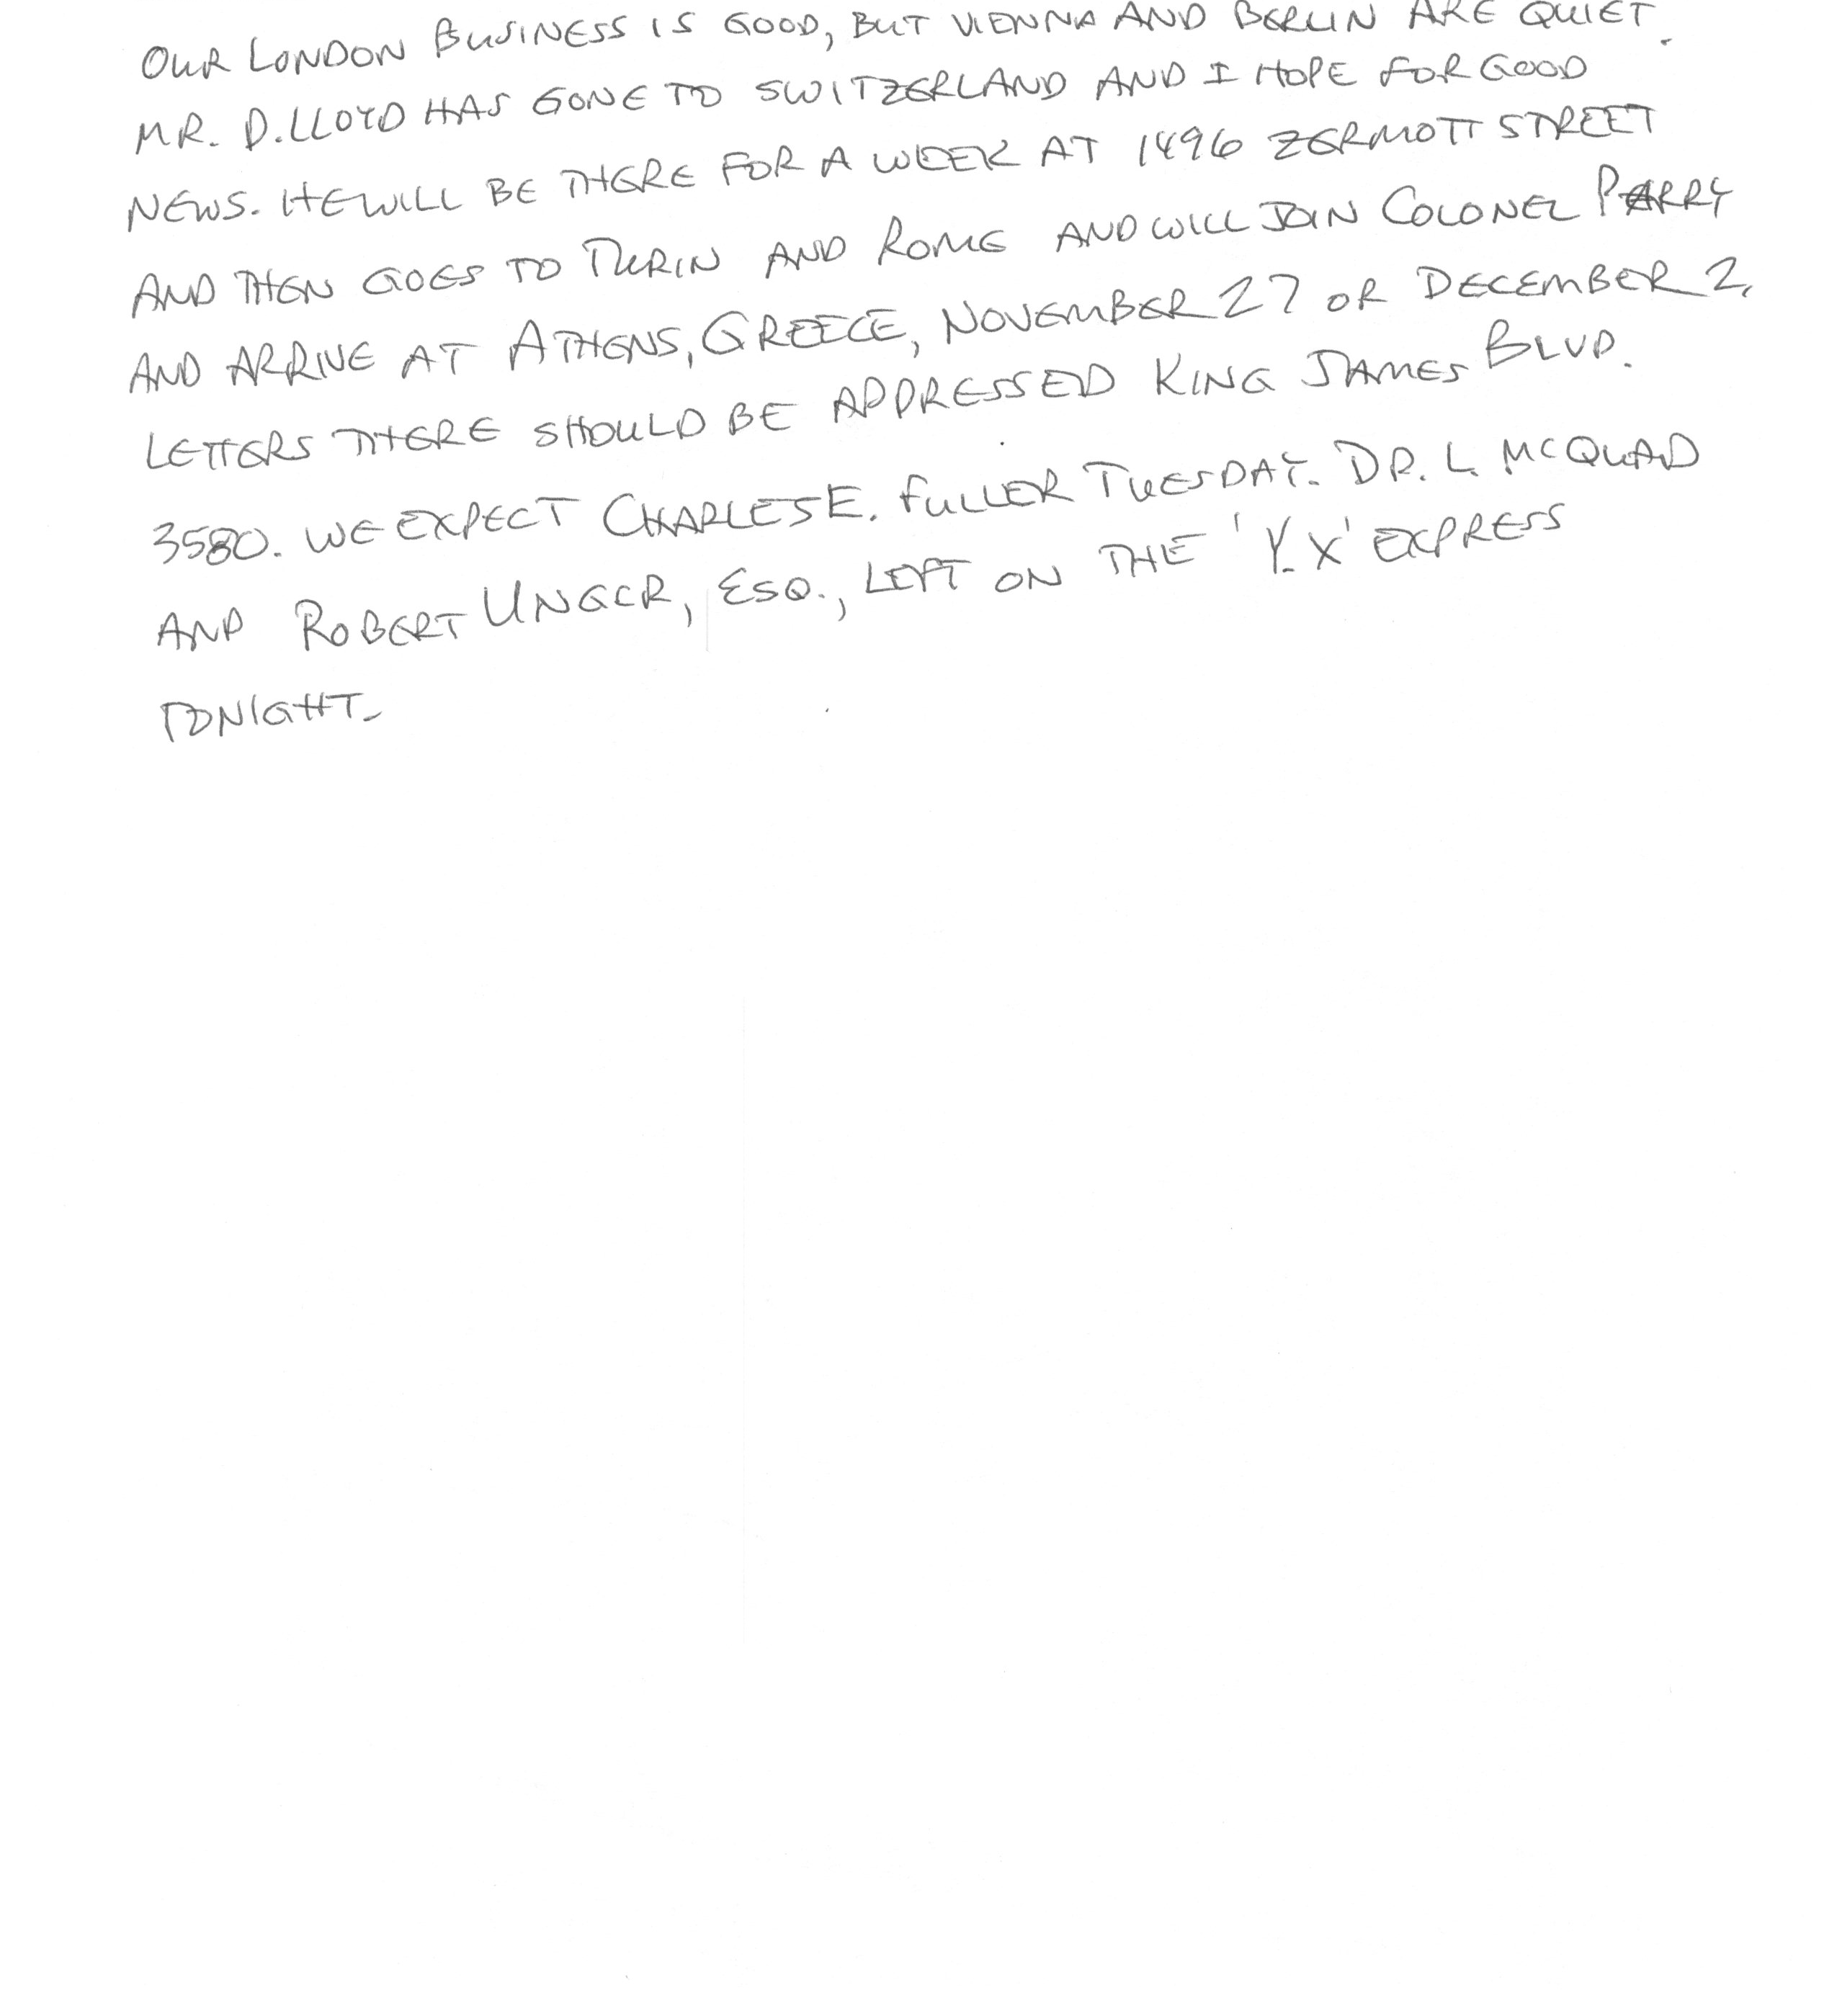 OUR LONDON BUSINESS IS GOOD, BUT VIENNA AND BERLIN ARE QUIET.
MR. D. LLOYD HAS GONE TO SWITZERLAND AND I HOPE FOR GOOD
NEWS. HE WILL BE THERE FOR A WEEK AT 1496 ZERMOTT STREET
AND THEN GOES TO TURIN AND ROME AND WILL JOIN COLONEL PARRY
AND ARRIVE AT ATHENS, GREECE, NOVEMBER 27 OR DECEMBER 2.
LETTERS THERE SHOULD BE ADDRESSED KING JAMES BLVD.
3580. WE EXPECT CHARLES E. FULLER TUESDAY. DR. L. MCQUAD
AND ROBERT UNGER, ESQ., LEFT ON THE 'Y.X' EXPRESS
TONIGHT.